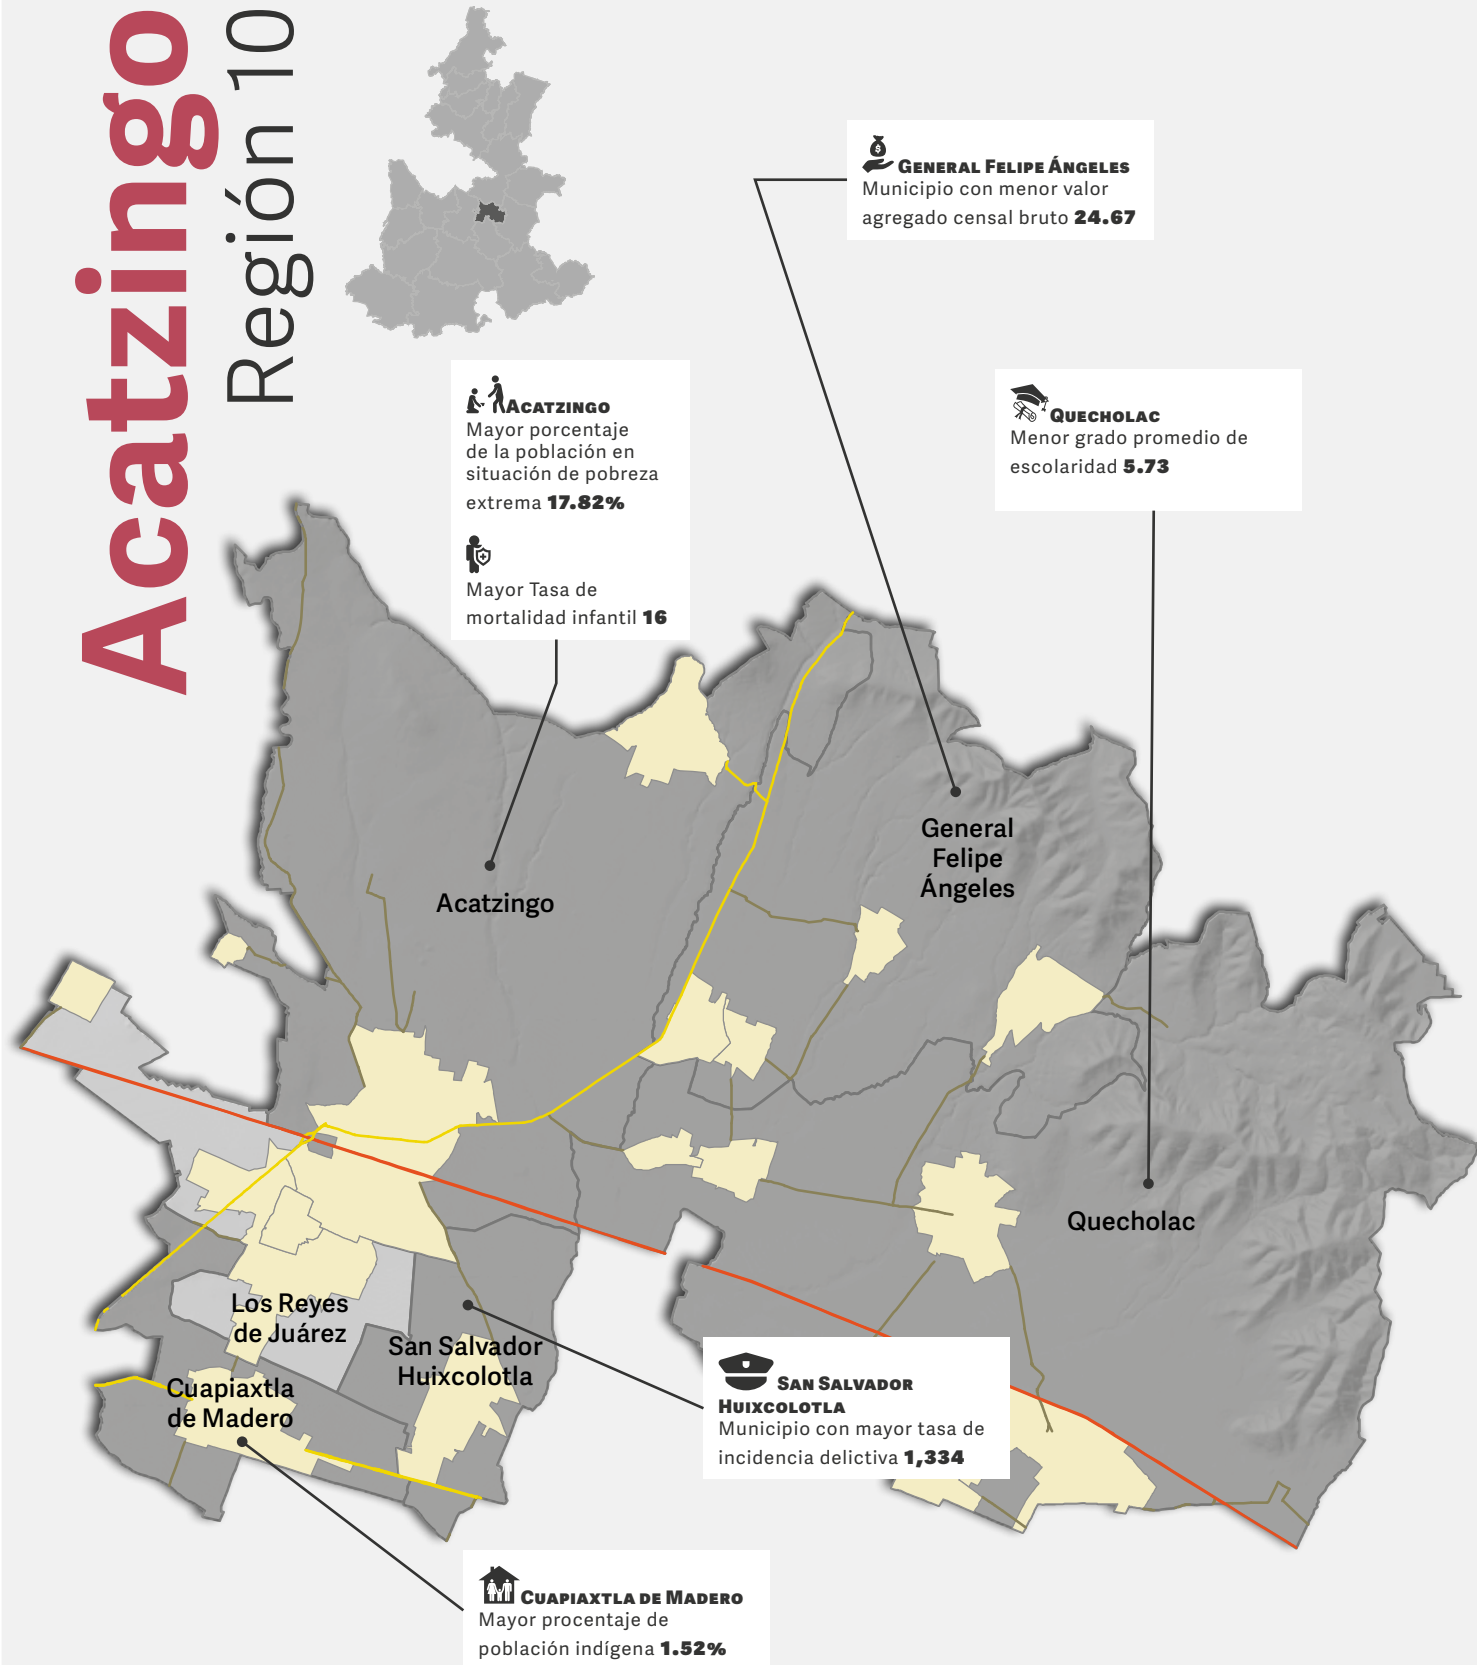 Acatzingo
Región 10
GENERAL FELIPE ÁNGELES
Municipio con menor valor
agregado censal bruto 24.67
ACATZINGO
Mayor porcentaje
de la población en
situación de pobreza
extrema 17.82%
Mayor Tasa de
mortalidad infantil 16
QUECHOLAC
Menor grado promedio de
escolaridad 5.73
General
Felipe
Ángeles
Acatzingo
Quecholac
Los Reyes
de Juárez
San Salvador
Huixcolotla
Cuapiaxtla
de Madero
SAN SALVADOR
HUIXCOLOTLA
Municipio con mayor tasa de
incidencia delictiva 1,334
CUAPIAXTLA DE MADERO
Mayor procentaje de
población indígena 1.52%